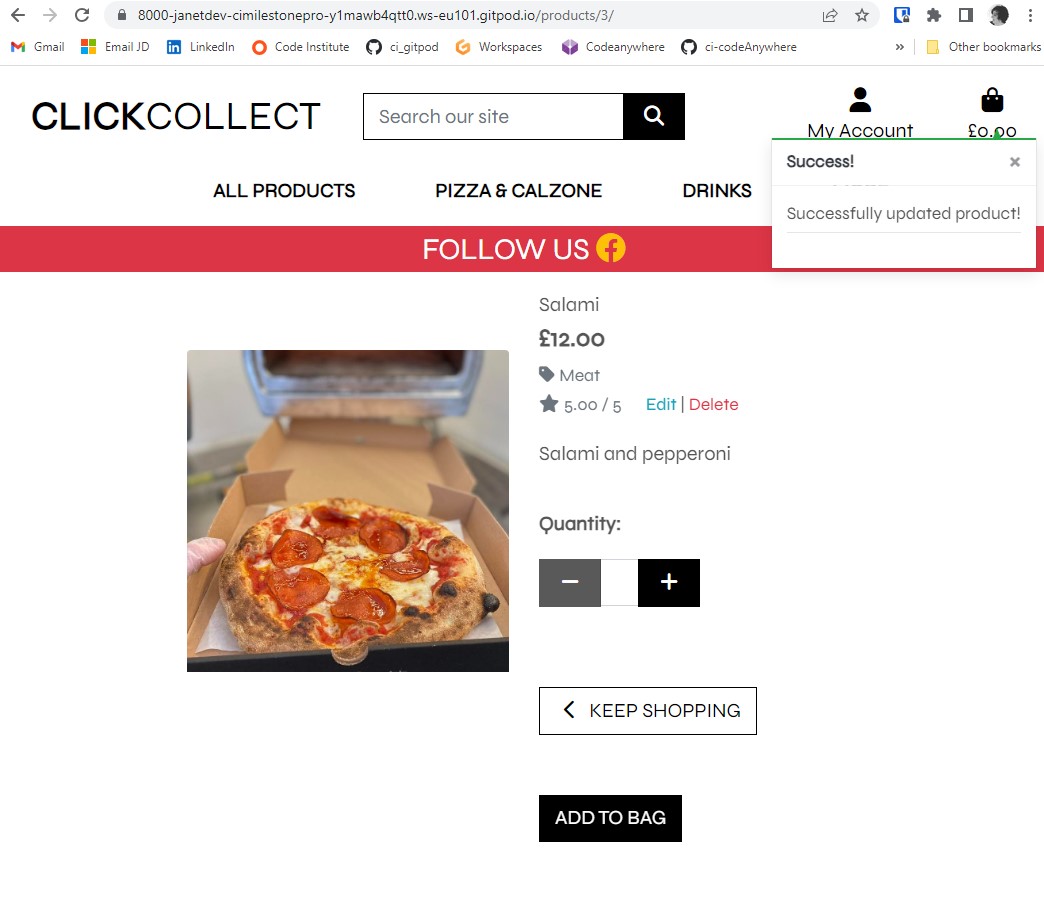 8000-janetdev-cimilestonepro-y1mawb4qtt0.ws-eu101.gitpod.io/products/3/
Gmail Email JD LinkedIn Code Institute ci_gitpod Workspaces Codeanywhere ci-codeAnywhere » Other bookmarks
CLICKCOLLECT
Search our site
My Account
£0.00
Success! ×
Successfully updated product!
ALL PRODUCTS PIZZA & CALZONE DRINKS
FOLLOW US
Salami
£12.00
Meat
5.00 / 5 Edit | Delete
Salami and pepperoni
Quantity:
− +
KEEP SHOPPING
ADD TO BAG